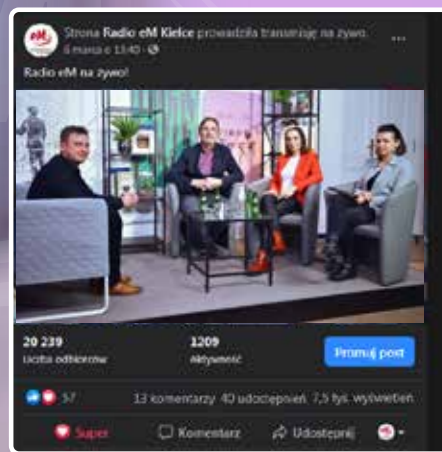 Strona Radio eM Kielce prowadziła transmisję na żywo.
6 marca o 13:40
Radio eM na żywo!
20 239
Liczba odbiorców
1209
Aktywność
Promuj post
57
13 komentarzy 40 udostępnień 7,5 tys. wyświetleń
Super
Komentarz
Udostępnij